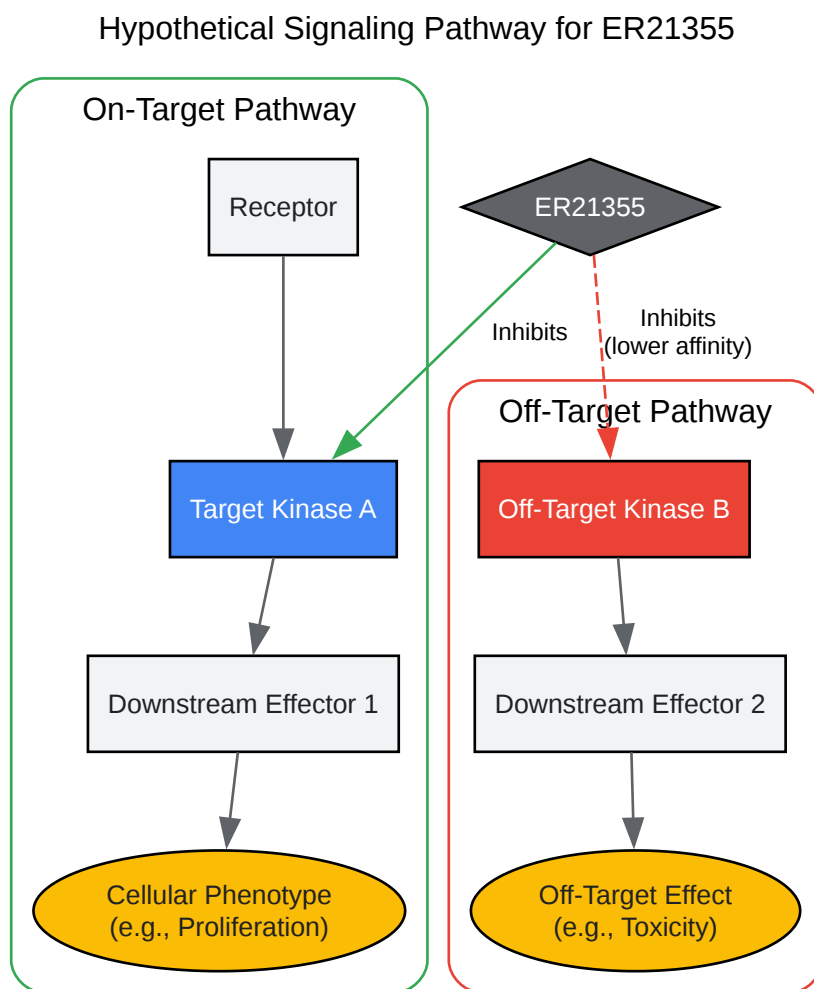 Hypothetical Signaling Pathway for ER21355
On-Target Pathway
Receptor
ER21355
Inhibits
Inhibits
(lower affinity)
Off-Target Pathway
Target Kinase A
Off-Target Kinase B
Downstream Effector 1
Downstream Effector 2
Cellular Phenotype
(e.g., Proliferation)
Off-Target Effect
(e.g., Toxicity)